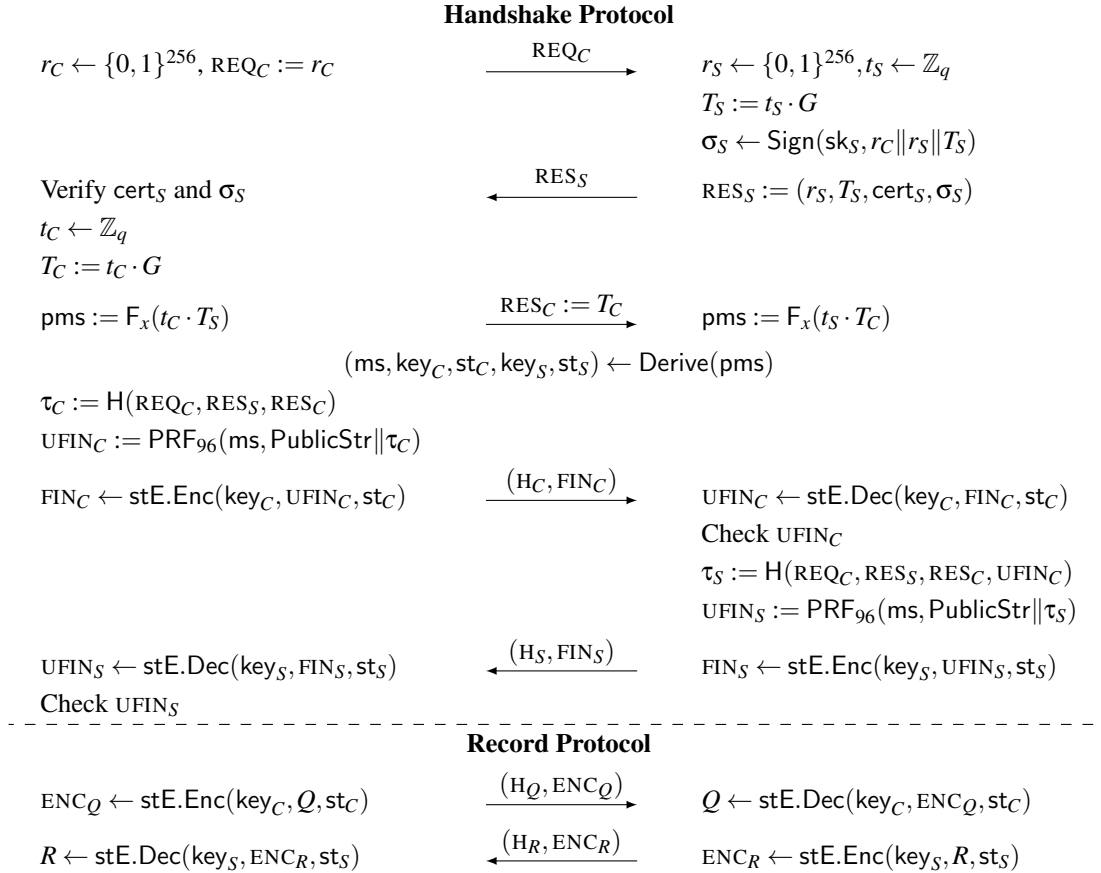 Handshake Protocol
r_C ← {0,1}^256, REQ_C := r_C
REQ_C
r_S ← {0,1}^256, t_S ← ℤ_q
T_S := t_S · G
σ_S ← Sign(sk_S, r_C‖r_S‖T_S)
Verify cert_S and σ_S
RES_S
RES_S := (r_S, T_S, cert_S, σ_S)
t_C ← ℤ_q
T_C := t_C · G
pms := F_x(t_C · T_S)
RES_C := T_C
pms := F_x(t_S · T_C)
(ms, key_C, st_C, key_S, st_S) ← Derive(pms)
τ_C := H(REQ_C, RES_S, RES_C)
UFIN_C := PRF_96(ms, PublicStr‖τ_C)
FIN_C ← stE.Enc(key_C, UFIN_C, st_C)
(H_C, FIN_C)
UFIN_C ← stE.Dec(key_C, FIN_C, st_C)
Check UFIN_C
τ_S := H(REQ_C, RES_S, RES_C, UFIN_C)
UFIN_S := PRF_96(ms, PublicStr‖τ_S)
UFIN_S ← stE.Dec(key_S, FIN_S, st_S)
(H_S, FIN_S)
FIN_S ← stE.Enc(key_S, UFIN_S, st_S)
Check UFIN_S
Record Protocol
ENC_Q ← stE.Enc(key_C, Q, st_C)
(H_Q, ENC_Q)
Q ← stE.Dec(key_C, ENC_Q, st_C)
R ← stE.Dec(key_S, ENC_R, st_S)
(H_R, ENC_R)
ENC_R ← stE.Enc(key_S, R, st_S)